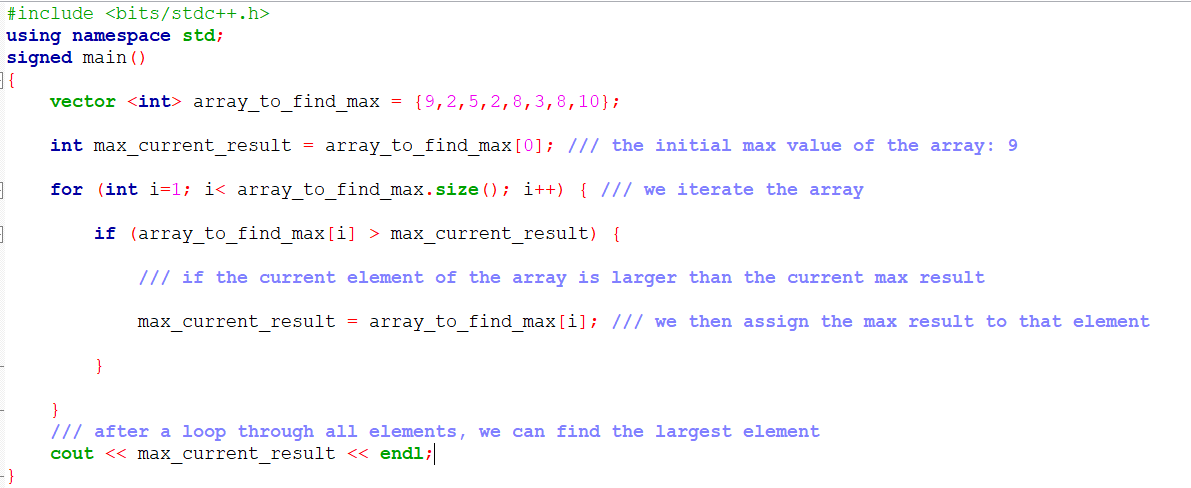 #include <bits/stdc++.h>
using namespace std;
signed main()
{
    vector <int> array_to_find_max = {9,2,5,2,8,3,8,10};
    int max_current_result = array_to_find_max[0]; /// the initial max value of the array: 9
    for (int i=1; i< array_to_find_max.size(); i++) { /// we iterate the array
        if (array_to_find_max[i] > max_current_result) {
            /// if the current element of the array is larger than the current max result
            max_current_result = array_to_find_max[i]; /// we then assign the max result to that element
        }
    }
    /// after a loop through all elements, we can find the largest element
    cout << max_current_result << endl;
}